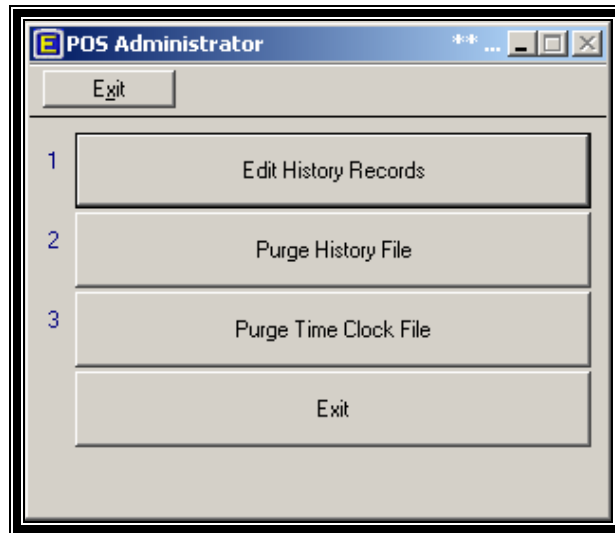 E POS Administrator ** ...
Exit
1 Edit History Records
2 Purge History File
3 Purge Time Clock File
Exit